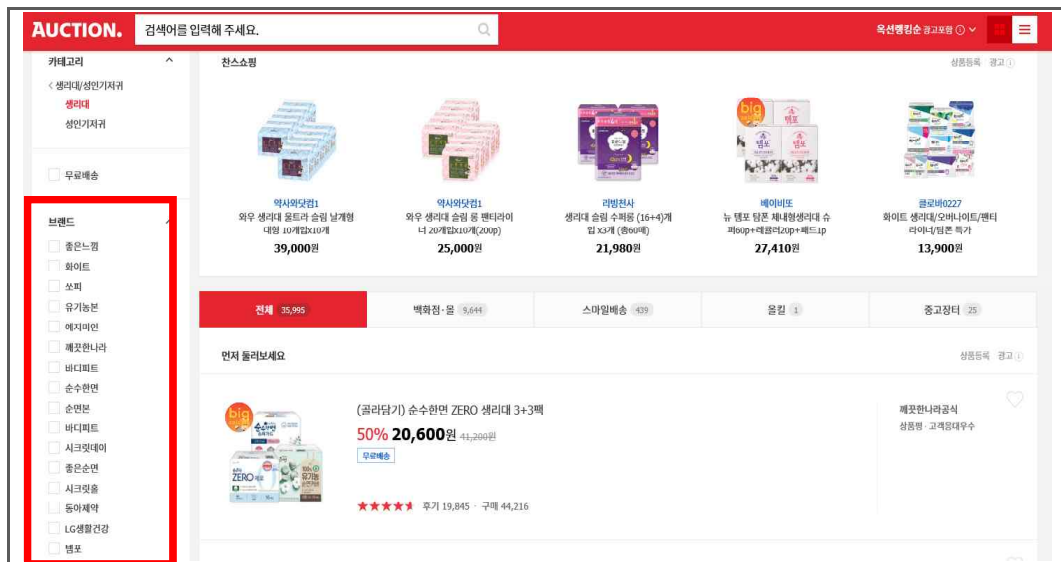 AUCTION.
검색어를 입력해 주세요.
옥션랭킹순 광고포함
카테고리
< 생리대/성인기저귀
생리대
성인기저귀
무료배송
브랜드
좋은느낌
화이트
쏘피
유기농본
예지미인
깨끗한나라
바디피트
순수한면
순면본
바디피트
시크릿데이
좋은순면
시크릿홀
동아제약
LG생활건강
템포
찬스쇼핑
상품등록 광고
약사와닷컴1
와우 생리대 울트라 슬림 날개형
대형 10개입x10개
39,000원
약사와닷컴1
와우 생리대 슬림 롱 팬티라이
너 20개입x10개(200p)
25,000원
리빙천사
생리대 슬림 수퍼롱 (16+4)개
입 x3개 (총60매)
21,980원
big
템포
베이비또
뉴 템포 탐폰 체내형생리대 슈
퍼60p+레귤러20p+패드1p
27,410원
클로바0227
화이트 생리대/오버나이트/팬티
라이너/탐폰 특가
13,900원
전체 35,995
백화점·몰 9,644
스마일배송 439
올킬 1
중고장터 25
먼저 둘러보세요
상품등록 광고
big
순수한면
ZERO
유기농
(골라담기) 순수한면 ZERO 생리대 3+3팩
50% 20,600원 41,200원
무료배송
후기 19,845 · 구매 44,216
깨끗한나라공식
상품평 · 고객응대우수